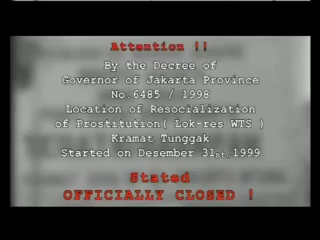 Attention !!
By the Decree of
Governor of Jakarta Province
No.6485 / 1998
Location of Resocialization
of Prostitution( Lok-res WTS )
Kramat Tunggak
Started on Desember 31st,1999
Stated
OFFICIALLY CLOSED !